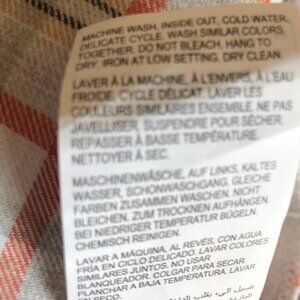 MACHINE WASH, INSIDE OUT, COLD WATER,
DELICATE CYCLE. WASH SIMILAR COLORS
TOGETHER. DO NOT BLEACH. HANG TO
DRY. IRON AT LOW SETTING. DRY CLEAN.
LAVER À LA MACHINE, À L'ENVERS, À L'EAU
FROIDE, CYCLE DÉLICAT. LAVER LES
COULEURS SIMILAIRES ENSEMBLE. NE PAS
JAVELLISER. SUSPENDRE POUR SÉCHER.
REPASSER À BASSE TEMPÉRATURE.
NETTOYER À SEC.
MASCHINENWÄSCHE, AUF LINKS, KALTES
WASSER, SCHONWASCHGANG. GLEICHE
FARBEN ZUSAMMEN WASCHEN. NICHT
BLEICHEN. ZUM TROCKNEN AUFHÄNGEN.
BEI NIEDRIGER TEMPERATUR BÜGELN.
CHEMISCH REINIGEN.
LAVAR A MÁQUINA, AL REVÉS, CON AGUA
FRÍA EN CICLO DELICADO. LAVAR COLORES
SIMILARES JUNTOS. NO USAR
BLANQUEADOR. COLGAR PARA SECAR.
PLANCHAR A BAJA TEMPERATURA. LAVAR
EN SECO.